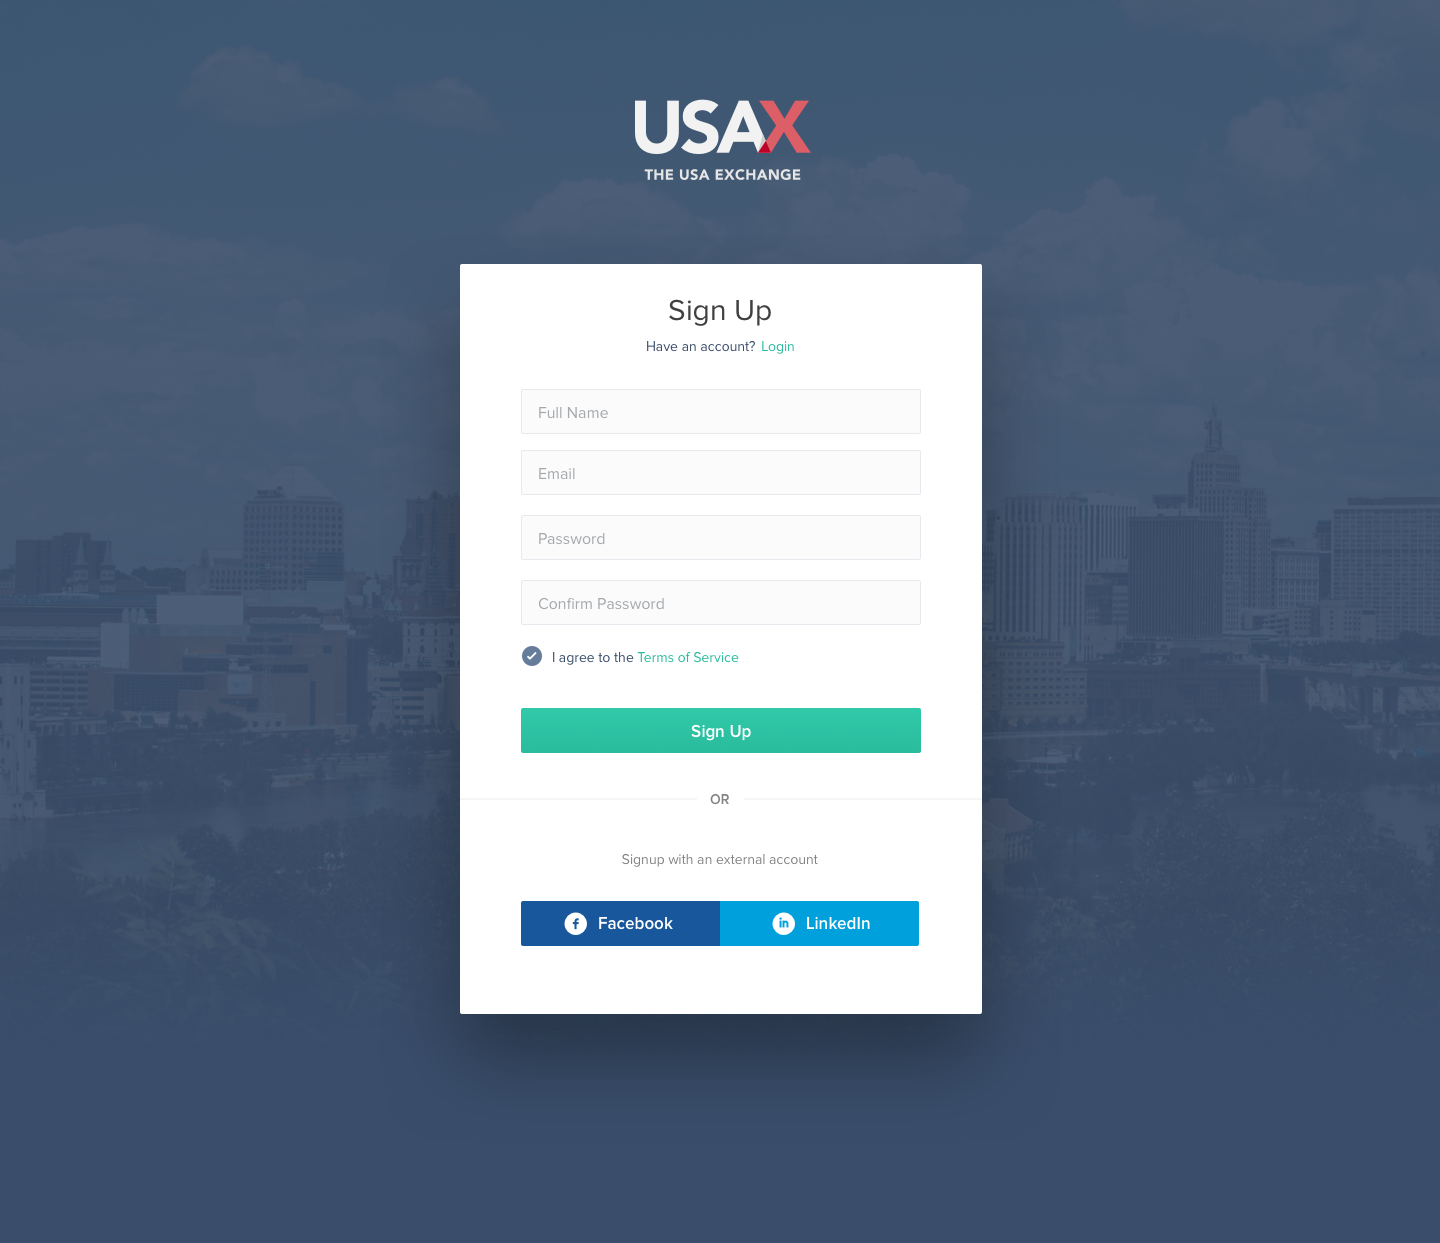 USAX
THE USA EXCHANGE
Sign Up
Have an account? Login
Full Name
Email
Password
Confirm Password
I agree to the Terms of Service
Sign Up
OR
Signup with an external account
Facebook
LinkedIn